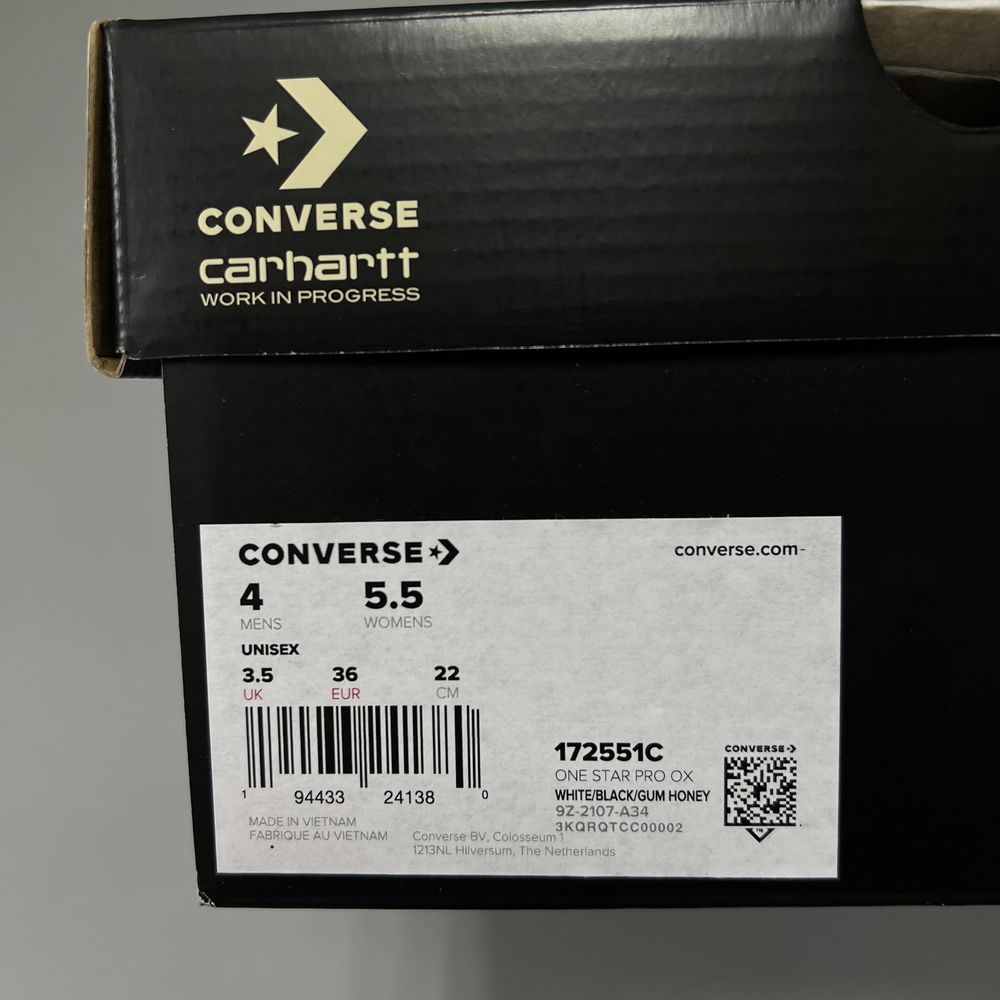 CONVERSE
carhartt
WORK IN PROGRESS
CONVERSE
converse.com-
4 5.5
MENS WOMENS
UNISEX
3.5 36 22
UK EUR CM
1 94433 24138 0
172551C
ONE STAR PRO OX
WHITE/BLACK/GUM HONEY
9Z-2107-A34
3KQRQTCC00002
CONVERSE
TM
MADE IN VIETNAM
FABRIQUE AU VIETNAM
Converse BV, Colosseum 1
1213NL Hilversum, The Netherlands